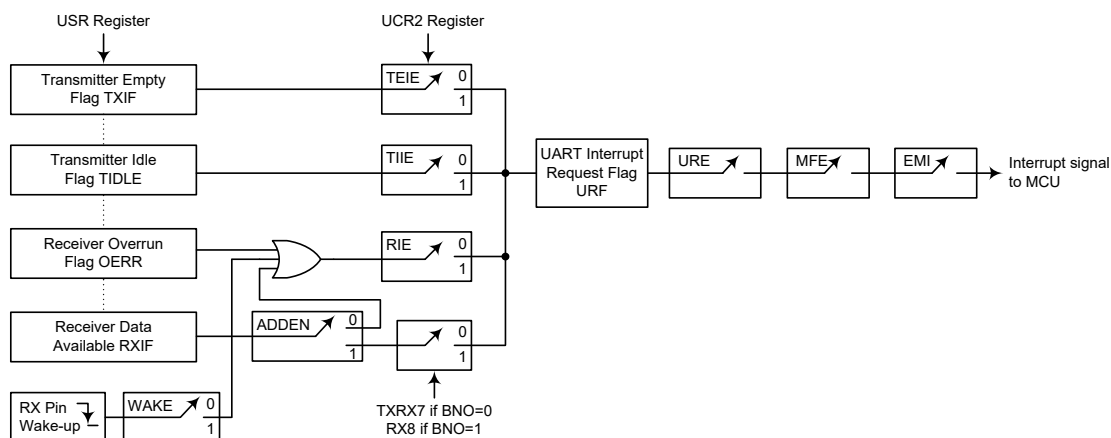 USR Register
UCR2 Register
Transmitter Empty
Flag TXIF
TEIE
0
1
Transmitter Idle
Flag TIDLE
TIIE
0
1
UART Interrupt
Request Flag
URF
URE
MFE
EMI
Interrupt signal
to MCU
Receiver Overrun
Flag OERR
RIE
0
1
Receiver Data
Available RXIF
ADDEN
0
1
0
1
RX Pin
Wake-up
WAKE
0
1
TXRX7 if BNO=0
RX8 if BNO=1